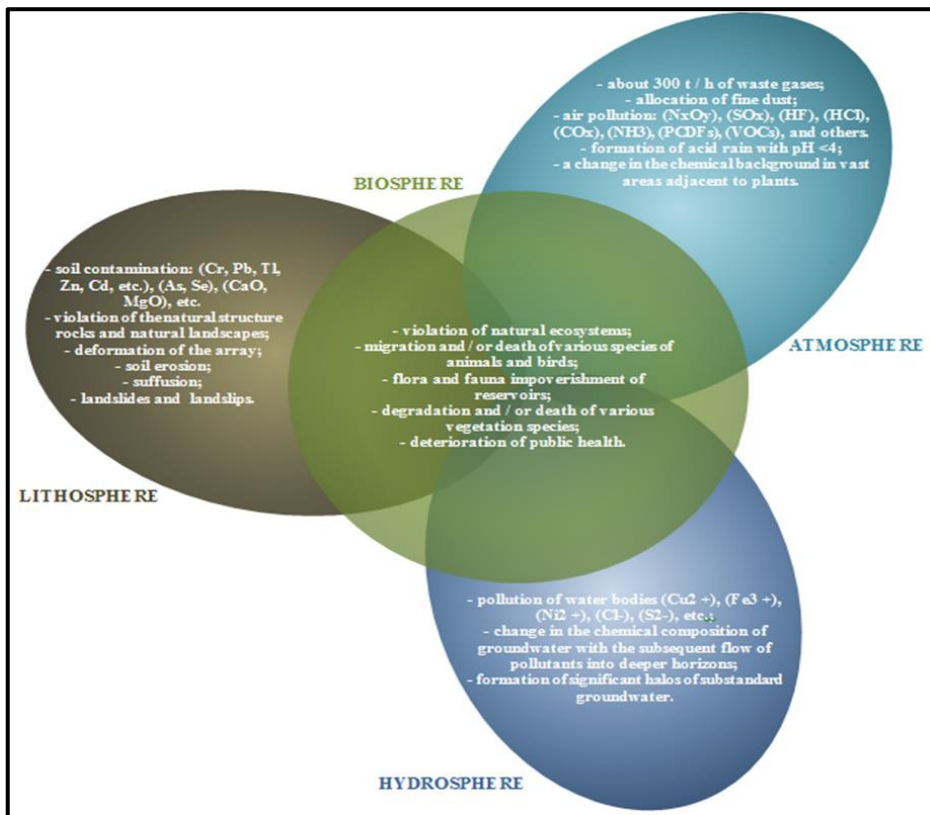 - about 300 t / h of waste gases;
- allocation of fine dust;
- air pollution: (NxOy), (SOx), (HF), (HCI),
(COx), (NH3), (PCDFs), (VOCs), and others.
- formation of acid rain with pH <4;
- a change in the chemical background in vast
areas adjacent to plants.
BIOSPHERE
- soil contamination: (Cr, Pb, Tl,
Zn, Cd, etc.), (As, Se), (CaO,
MgO), etc.
- violation of thenatural structure
rocks and natural landscapes;
- deformation of the array;
- soil erosion;
- suffusion;
- landslides and landslips.
- violation of natural ecosystems;
- migration and / or death of various species of
animals and birds;
- flora and fauna impoverishment of
reservoirs;
- degradation and / or death of various
vegetation species;
- deterioration of public health.
ATMOSPHERE
LITHOSPHERE
- pollution of water bodies (Cu2 +), (Fe3 +),
(Ni2 +), (Cl-), (S2-), etc.;
- change in the chemical composition of
groundwater with the subsequent flow of
pollutants into deeper horizons;
- formation of significant halos of substandard
groundwater.
HYDROSPHERE